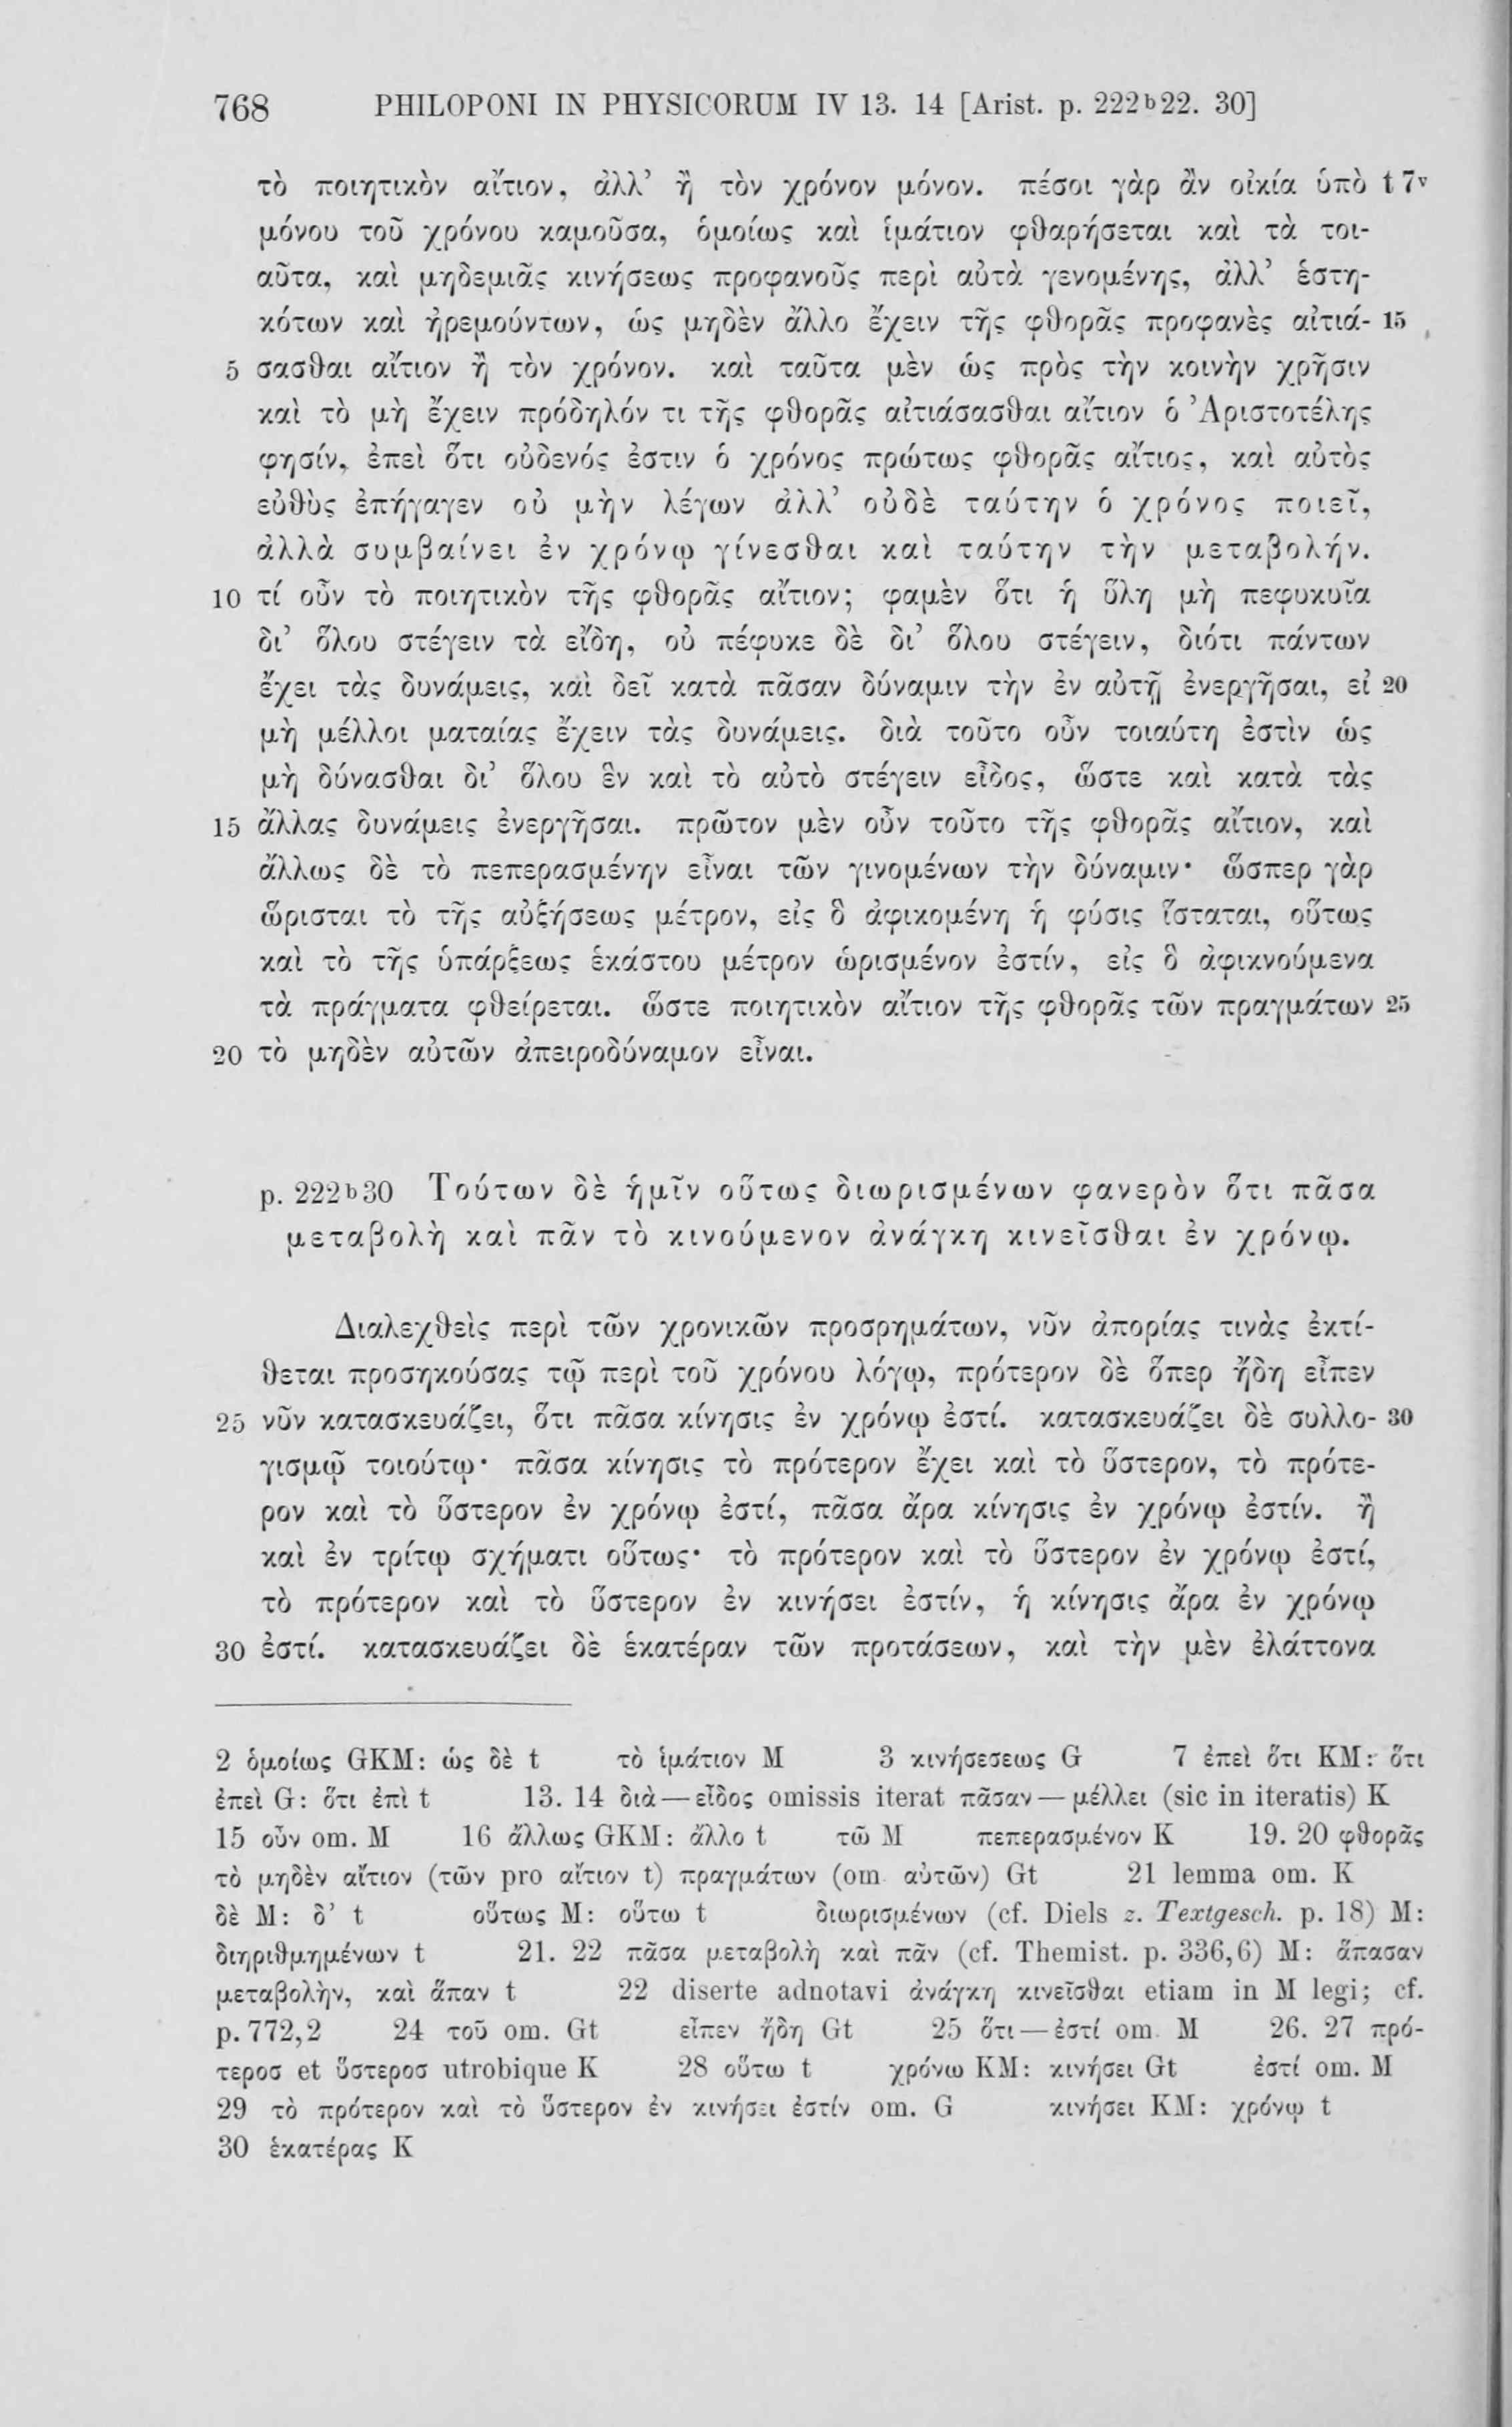 768 PHILOPONI IN PHYSICORUM IV 13. 14 [Arist. p. 222b22. 30]
τὸ ποιητικὸν αἴτιον, ἀλλ’ ἢ τὸν χρόνον μόνον. πέσοι γὰρ ἂν οἰκία ὑπὸ t 7v
μόνου τοῦ χρόνου καμοῦσα, ὁμοίως καὶ ἱμάτιον φθαρήσεται καὶ τὰ τοι-
αῦτα, καὶ μηδεμιᾶς κινήσεως προφανοῦς περὶ αὐτὰ γενομένης, ἀλλ’ ἑστη-
κότων καὶ ἠρεμούντων, ὡς μηδὲν ἄλλο ἔχειν τῆς φθορᾶς προφανὲς αἰτιά- 15
5 σασθαι αἴτιον ἢ τὸν χρόνον. καὶ ταῦτα μὲν ὡς πρὸς τὴν κοινὴν χρῆσιν
καὶ τὸ μὴ ἔχειν πρόδηλόν τι τῆς φθορᾶς αἰτιάσασθαι αἴτιον ὁ Ἀριστοτέλης
φησίν, ἐπεὶ ὅτι οὐδενός ἐστιν ὁ χρόνος πρώτως φθορᾶς αἴτιος, καὶ αὐτὸς
εὐθὺς ἐπήγαγεν οὐ μὴν λέγων ἀλλ’ οὐδὲ ταύτην ὁ χρόνος ποιεῖ,
ἀλλὰ συμβαίνει ἐν χρόνῳ γίνεσθαι καὶ ταύτην τὴν μεταβολήν.
10 τί οὖν τὸ ποιητικὸν τῆς φθορᾶς αἴτιον; φαμὲν ὅτι ἡ ὕλη μὴ πεφυκυῖα
δι’ ὅλου στέγειν τὰ εἴδη, οὐ πέφυκε δὲ δι’ ὅλου στέγειν, διότι πάντων
ἔχει τὰς δυνάμεις, καὶ δεῖ κατὰ πᾶσαν δύναμιν τὴν ἐν αὐτῇ ἐνεργῆσαι, εἰ 20
μὴ μέλλοι ματαίας ἔχειν τὰς δυνάμεις. διὰ τοῦτο οὖν τοιαύτη ἐστὶν ὡς
μὴ δύνασθαι δι’ ὅλου ἓν καὶ τὸ αὐτὸ στέγειν εἶδος, ὥστε καὶ κατὰ τὰς
15 ἄλλας δυνάμεις ἐνεργῆσαι. πρῶτον μὲν οὖν τοῦτο τῆς φθορᾶς αἴτιον, καὶ
ἄλλως δὲ τὸ πεπερασμένην εἶναι τῶν γινομένων τὴν δύναμιν· ὥσπερ γὰρ
ὥρισται τὸ τῆς αὐξήσεως μέτρον, εἰς ὃ ἀφικομένη ἡ φύσις ἵσταται, οὕτως
καὶ τὸ τῆς ὑπάρξεως ἑκάστου μέτρον ὡρισμένον ἐστίν, εἰς ὃ ἀφικνούμενα
τὰ πράγματα φθείρεται. ὥστε ποιητικὸν αἴτιον τῆς φθορᾶς τῶν πραγμάτων 25
20 τὸ μηδὲν αὐτῶν ἀπειροδύναμον εἶναι.
p. 222b30 Τούτων δὲ ἡμῖν οὕτως διωρισμένων φανερὸν ὅτι πᾶσα
μεταβολὴ καὶ πᾶν τὸ κινούμενον ἀνάγκη κινεῖσθαι ἐν χρόνῳ.
Διαλεχθεὶς περὶ τῶν χρονικῶν προσρημάτων, νῦν ἀπορίας τινὰς ἐκτί-
θεται προσηκούσας τῷ περὶ τοῦ χρόνου λόγῳ, πρότερον δὲ ὅπερ ἤδη εἶπεν
25 νῦν κατασκευάζει, ὅτι πᾶσα κίνησις ἐν χρόνῳ ἐστί. κατασκευάζει δὲ συλλο- 30
γισμῷ τοιούτῳ· πᾶσα κίνησις τὸ πρότερον ἔχει καὶ τὸ ὕστερον, τὸ πρότε-
ρον καὶ τὸ ὕστερον ἐν χρόνῳ ἐστί, πᾶσα ἄρα κίνησις ἐν χρόνῳ ἐστίν. ἢ
καὶ ἐν τρίτῳ σχήματι οὕτως· τὸ πρότερον καὶ τὸ ὕστερον ἐν χρόνῳ ἐστί,
τὸ πρότερον καὶ τὸ ὕστερον ἐν κινήσει ἐστίν, ἡ κίνησις ἄρα ἐν χρόνῳ
30 ἐστί. κατασκευάζει δὲ ἑκατέραν τῶν προτάσεων, καὶ τὴν μὲν ἐλάττονα
2 ὁμοίως GKM: ὡς δὲ t τὸ ἱμάτιον M 3 κινήσεσεως G 7 ἐπεὶ ὅτι KM: ὅτι
ἐπεὶ G: ὅτι ἐπὶ t 13. 14 διὰ — εἶδος omissis iterat πᾶσαν — μέλλει (sic in iteratis) K
15 οὖν om. M 16 ἄλλως GKM: ἄλλο t τῶ M πεπερασμένον K 19. 20 φθορᾶς
τὸ μηδὲν αἴτιον (τῶν pro αἴτιον t) πραγμάτων (om. αὐτῶν) Gt 21 lemma om. K
δὲ M: δ’ t οὕτως M: οὕτω t διωρισμένων (cf. Diels z. Textgesch. p. 18) M:
διηριθμημένων t 21. 22 πᾶσα μεταβολὴ καὶ πᾶν (cf. Themist. p. 336,6) M: ἅπασαν
μεταβολὴν, καὶ ἅπαν t 22 diserte adnotavi ἀνάγκη κινεῖσθαι etiam in M legi; cf.
p. 772,2 24 τοῦ om. Gt εἶπεν ἤδη Gt 25 ὅτι — ἐστί om. M 26. 27 πρό-
τεροσ et ὕστεροσ utrobique K 28 οὕτω t χρόνω KM: κινήσει Gt ἐστί om. M
29 τὸ πρότερον καὶ τὸ ὕστερον ἐν κινήσει ἐστίν om. G κινήσει KM: χρόνῳ t
30 ἑκατέρας K